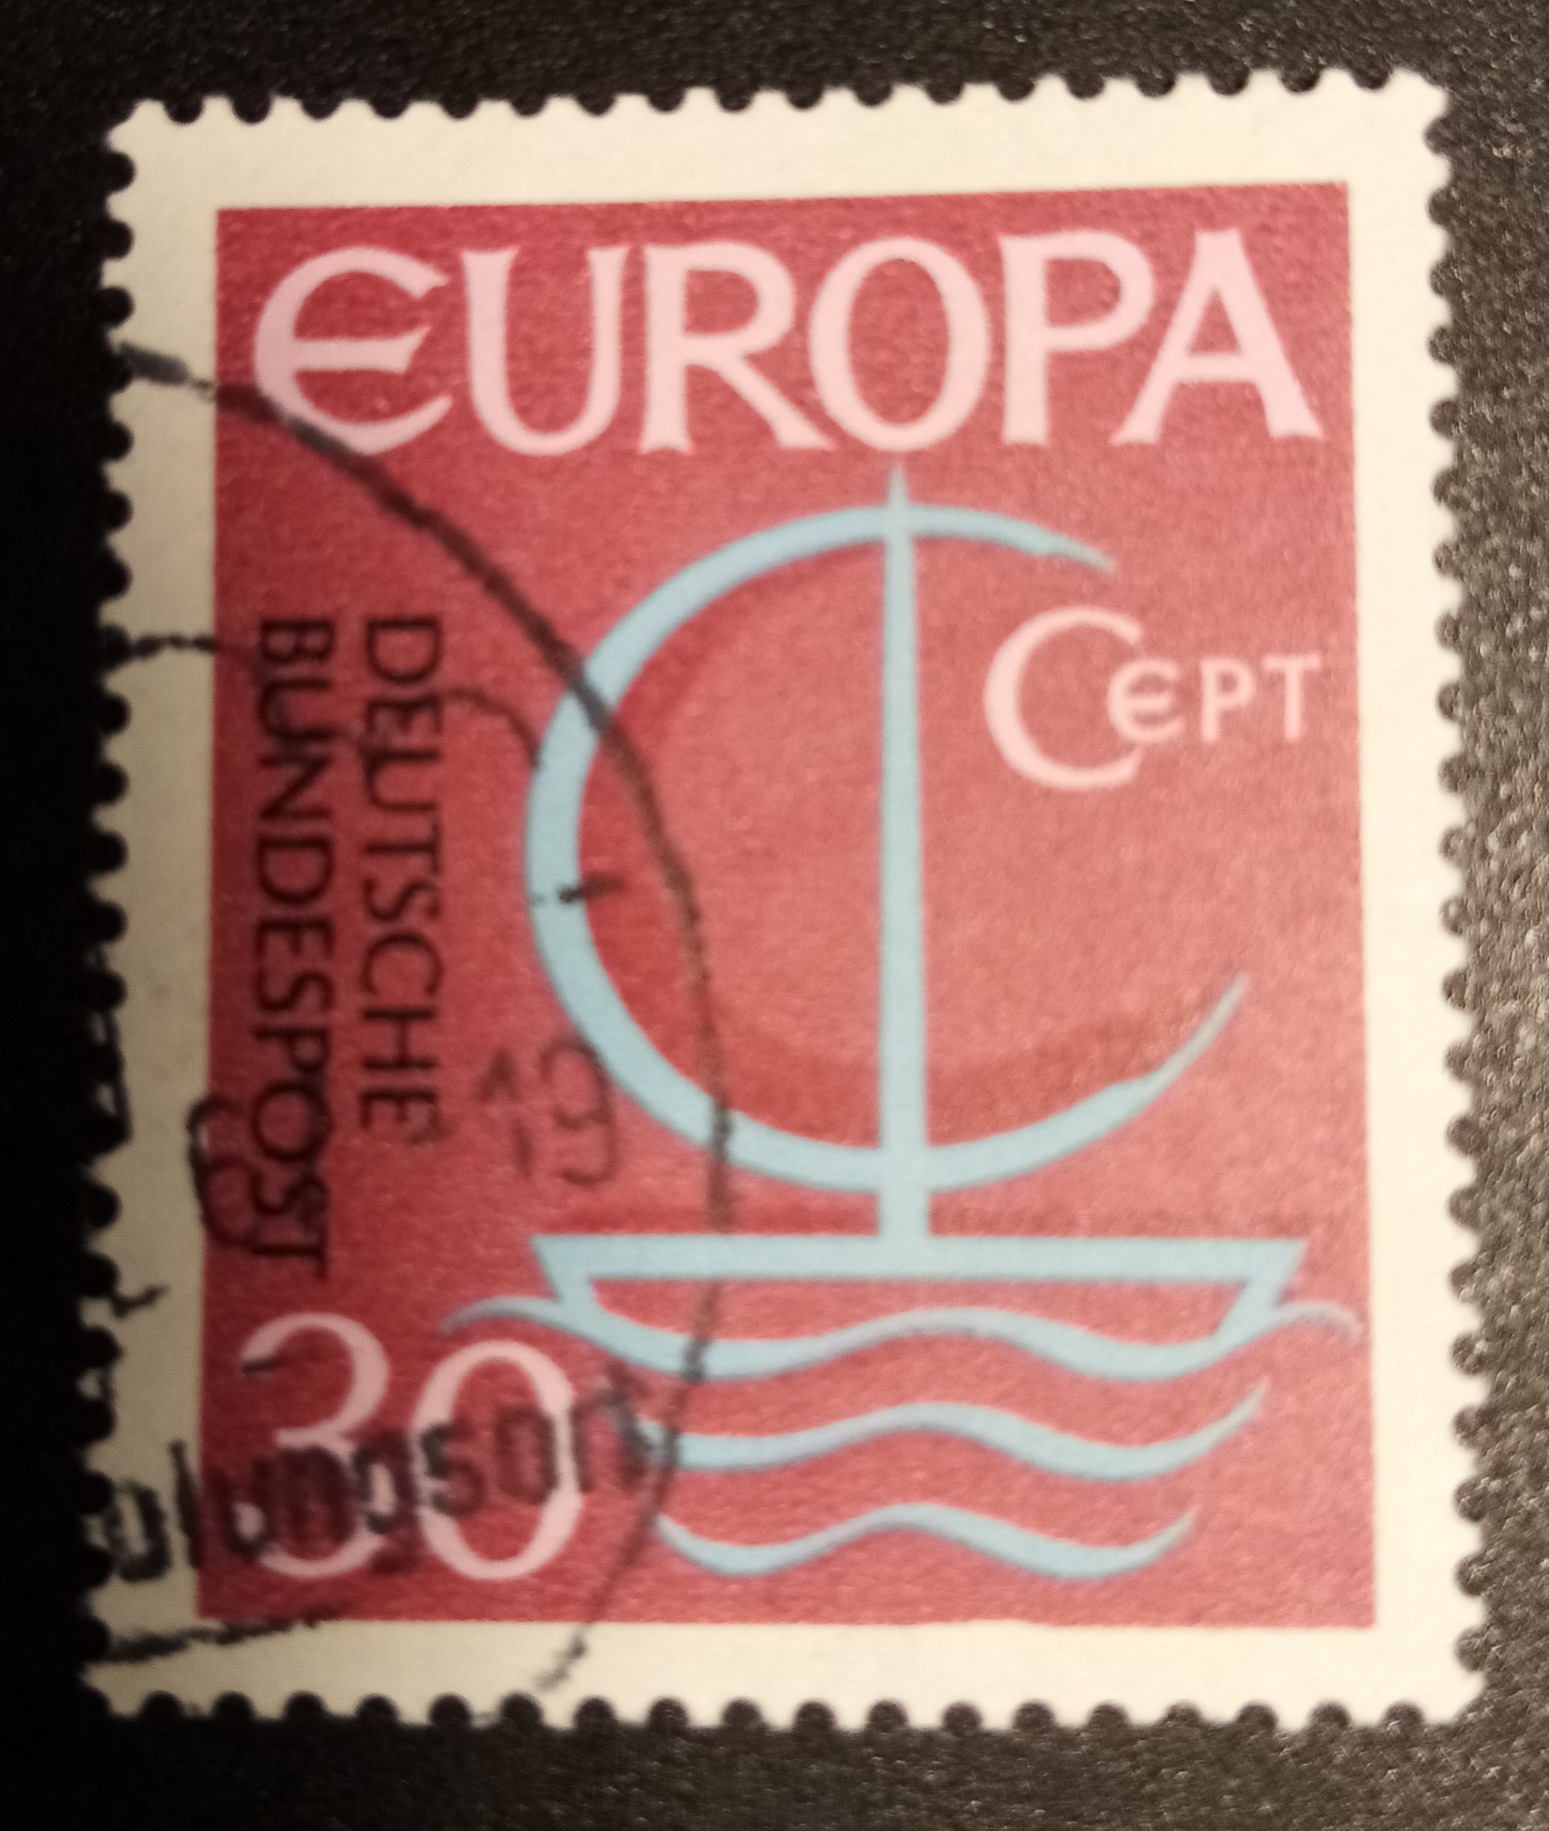 EUROPA
CEPT
DEUTSCHE
BUNDESPOST
30